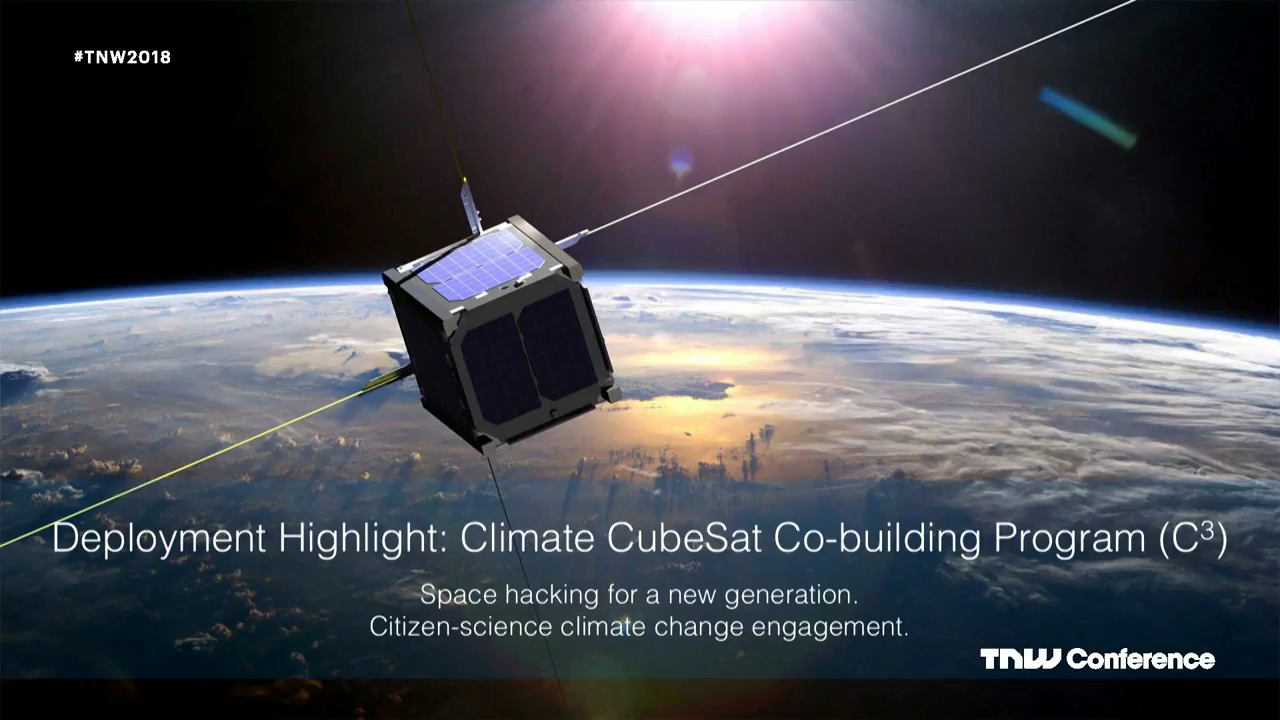 #TNW2018
Deployment Highlight: Climate CubeSat Co-building Program (C³)
Space hacking for a new generation.
Citizen-science climate change engagement.
TNW Conference